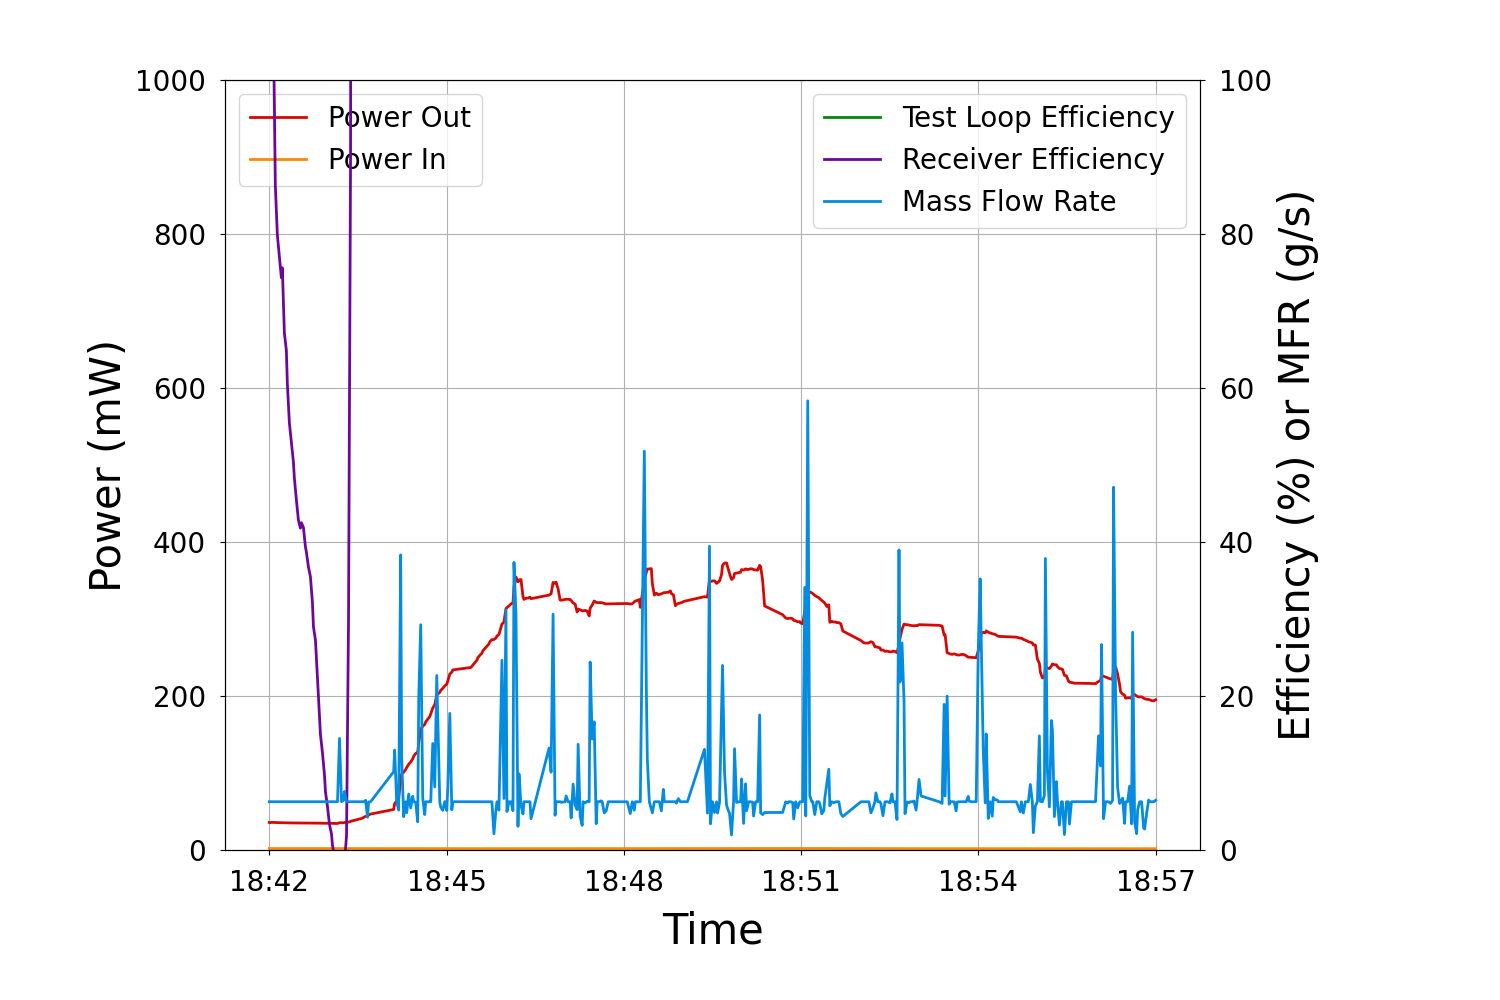 1000
800
600
400
200
0
Power (mW)
Power Out
Power In
Test Loop Efficiency
Receiver Efficiency
Mass Flow Rate
100
80
60
40
20
0
Efficiency (%) or MFR (g/s)
18:42 18:45 18:48 18:51 18:54 18:57
Time